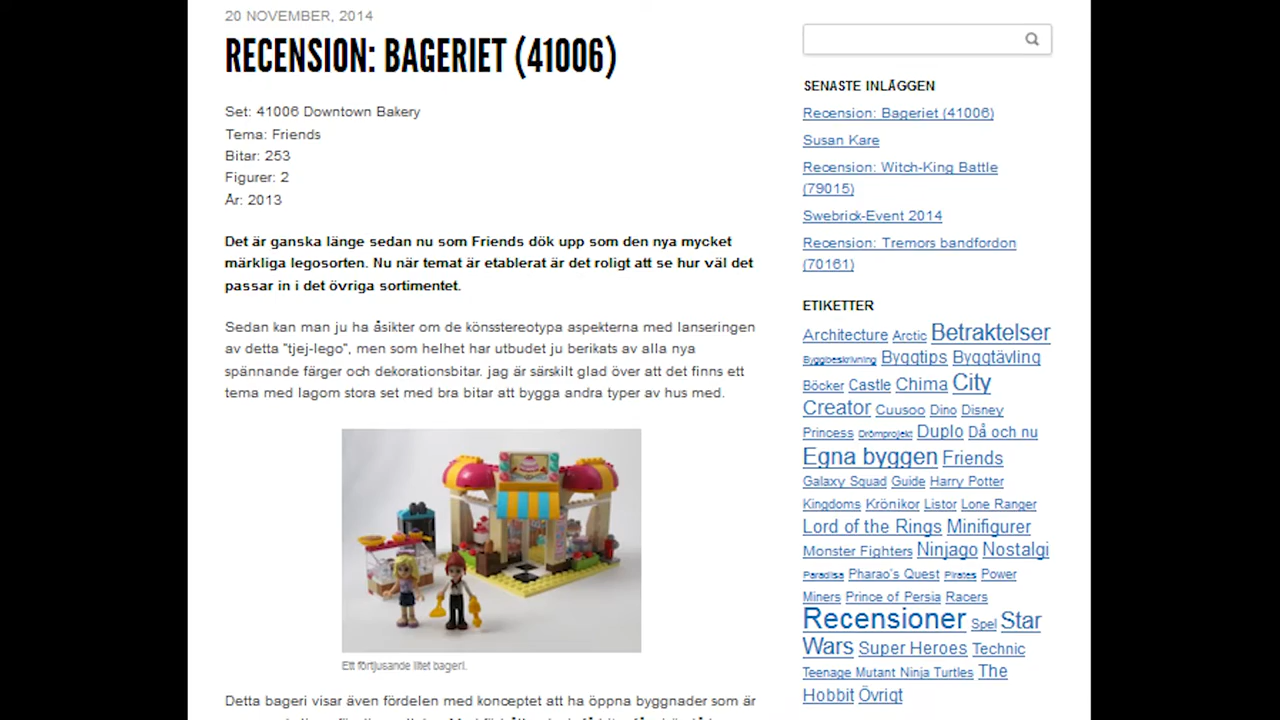 20 NOVEMBER, 2014
RECENSION: BAGERIET (41006)
Set: 41006 Downtown Bakery
Tema: Friends
Bitar: 253
Figurer: 2
År: 2013
Det är ganska länge sedan nu som Friends dök upp som den nya mycket
märkliga legosorten. Nu när temat är etablerat är det roligt att se hur väl det
passar in i det övriga sortimentet.
Sedan kan man ju ha åsikter om de könsstereotypa aspekterna med lanseringen
av detta "tjej-lego", men som helhet har utbudet ju berikats av alla nya
spännande färger och dekorationsbitar. jag är särskilt glad över att det finns ett
tema med lagom stora set med bra bitar att bygga andra typer av hus med.
Ett förtjusande litet bageri.
Detta bageri visar även fördelen med konceptet att ha öppna byggnader som är
SENASTE INLÄGGEN
Recension: Bageriet (41006)
Susan Kare
Recension: Witch-King Battle
(79015)
Swebrick-Event 2014
Recension: Tremors bandfordon
(70161)
ETIKETTER
Architecture Arctic Betraktelser
Byggbeskrivning Byggtips Byggtävling
Böcker Castle Chima City
Creator Cuusoo Dino Disney
Princess Drömprojekt Duplo Då och nu
Egna byggen Friends
Galaxy Squad Guide Harry Potter
Kingdoms Krönikor Listor Lone Ranger
Lord of the Rings Minifigurer
Monster Fighters Ninjago Nostalgi
Paradisa Pharao's Quest Pirates Power
Miners Prince of Persia Racers
Recensioner Spel Star
Wars Super Heroes Technic
Teenage Mutant Ninja Turtles The
Hobbit Övrigt